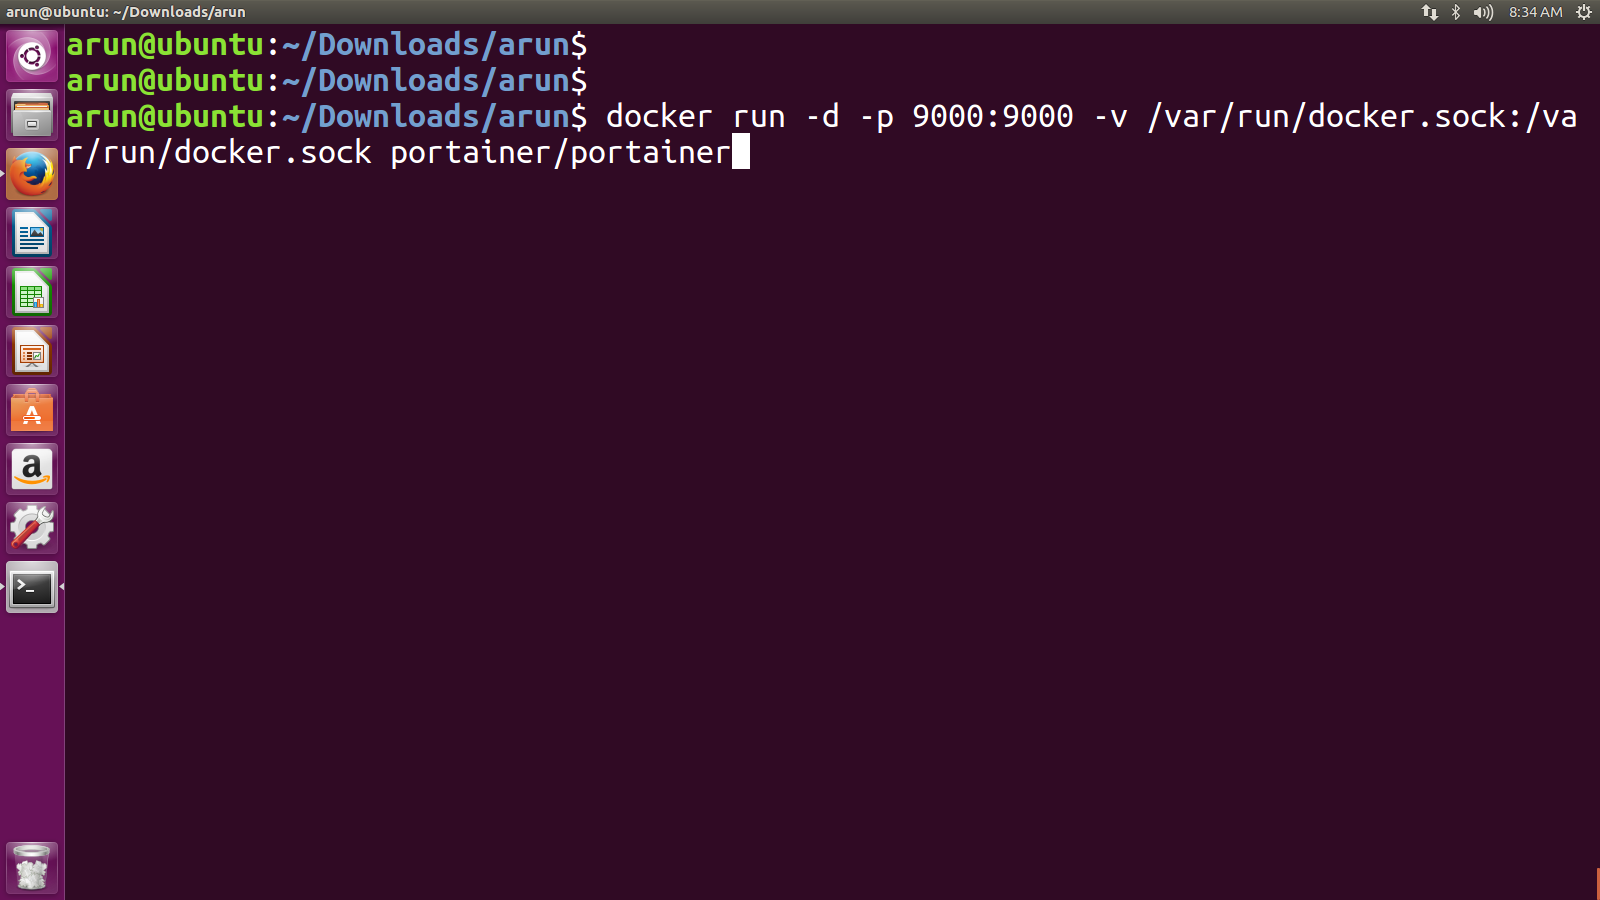 arun@ubuntu: ~/Downloads/arun
8:34 AM
arun@ubuntu:~/Downloads/arun$
arun@ubuntu:~/Downloads/arun$
arun@ubuntu:~/Downloads/arun$ docker run -d -p 9000:9000 -v /var/run/docker.sock:/va
r/run/docker.sock portainer/portainer